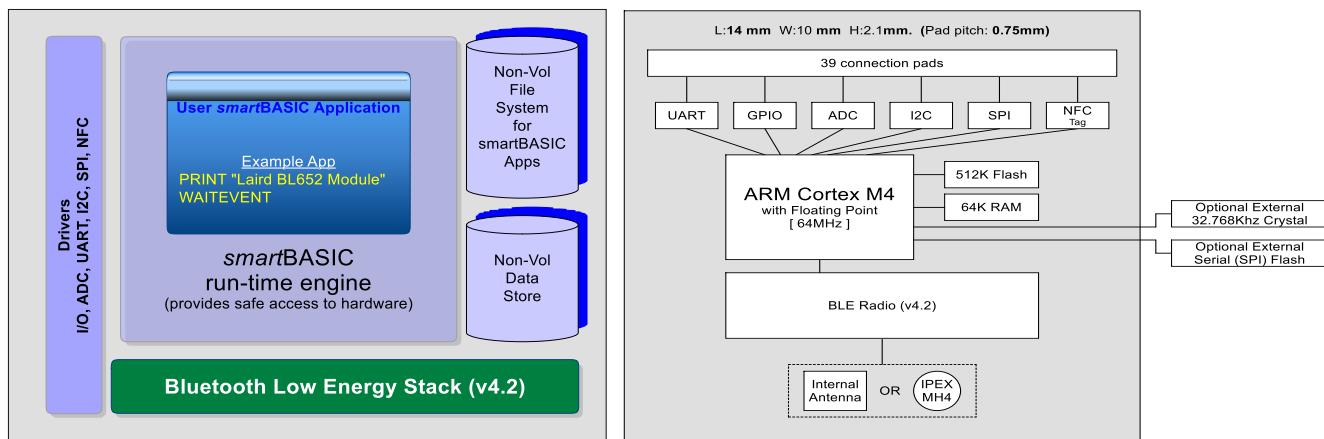 Drivers
I/O, ADC, UART, I2C, SPI, NFC
User smartBASIC Application
Example App
PRINT "Laird BL652 Module"
WAITEVENT
smartBASIC
run-time engine
(provides safe access to hardware)
Non-Vol
File
System
for
smartBASIC
Apps
Non-Vol
Data
Store
Bluetooth Low Energy Stack (v4.2)
L:14 mm W:10 mm H:2.1mm. (Pad pitch: 0.75mm)
39 connection pads
UART
GPIO
ADC
I2C
SPI
NFC
Tag
ARM Cortex M4
with Floating Point
[ 64MHz ]
512K Flash
64K RAM
Optional External
32.768Khz Crystal
Optional External
Serial (SPI) Flash
BLE Radio (v4.2)
Internal
Antenna
OR
IPEX
MH4